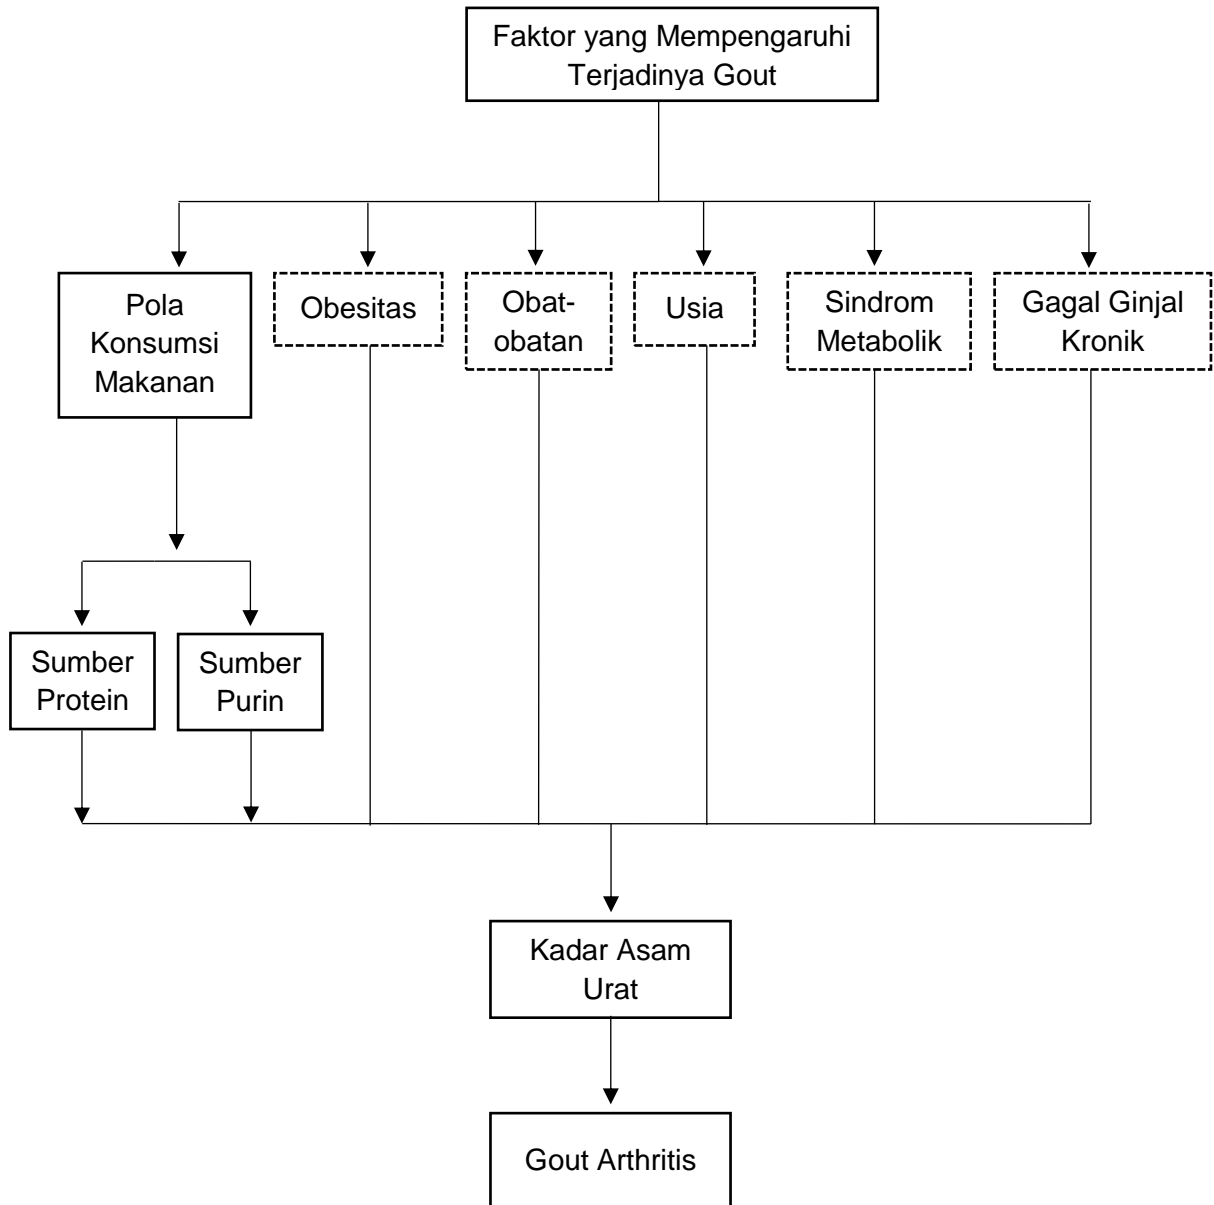 Faktor yang Mempengaruhi
Terjadinya Gout
Pola
Konsumsi
Makanan
Obesitas
Obat-
obatan
Usia
Sindrom
Metabolik
Gagal Ginjal
Kronik
Sumber
Protein
Sumber
Purin
Kadar Asam
Urat
Gout Arthritis